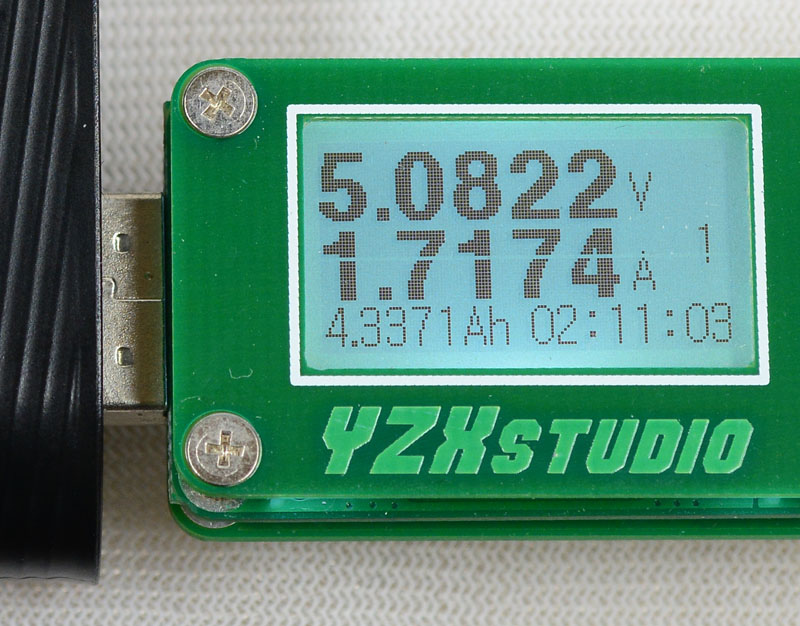 5.0822 V
1.7174 A
1
4.3371Ah 02:11:03
YZXSTUDIO